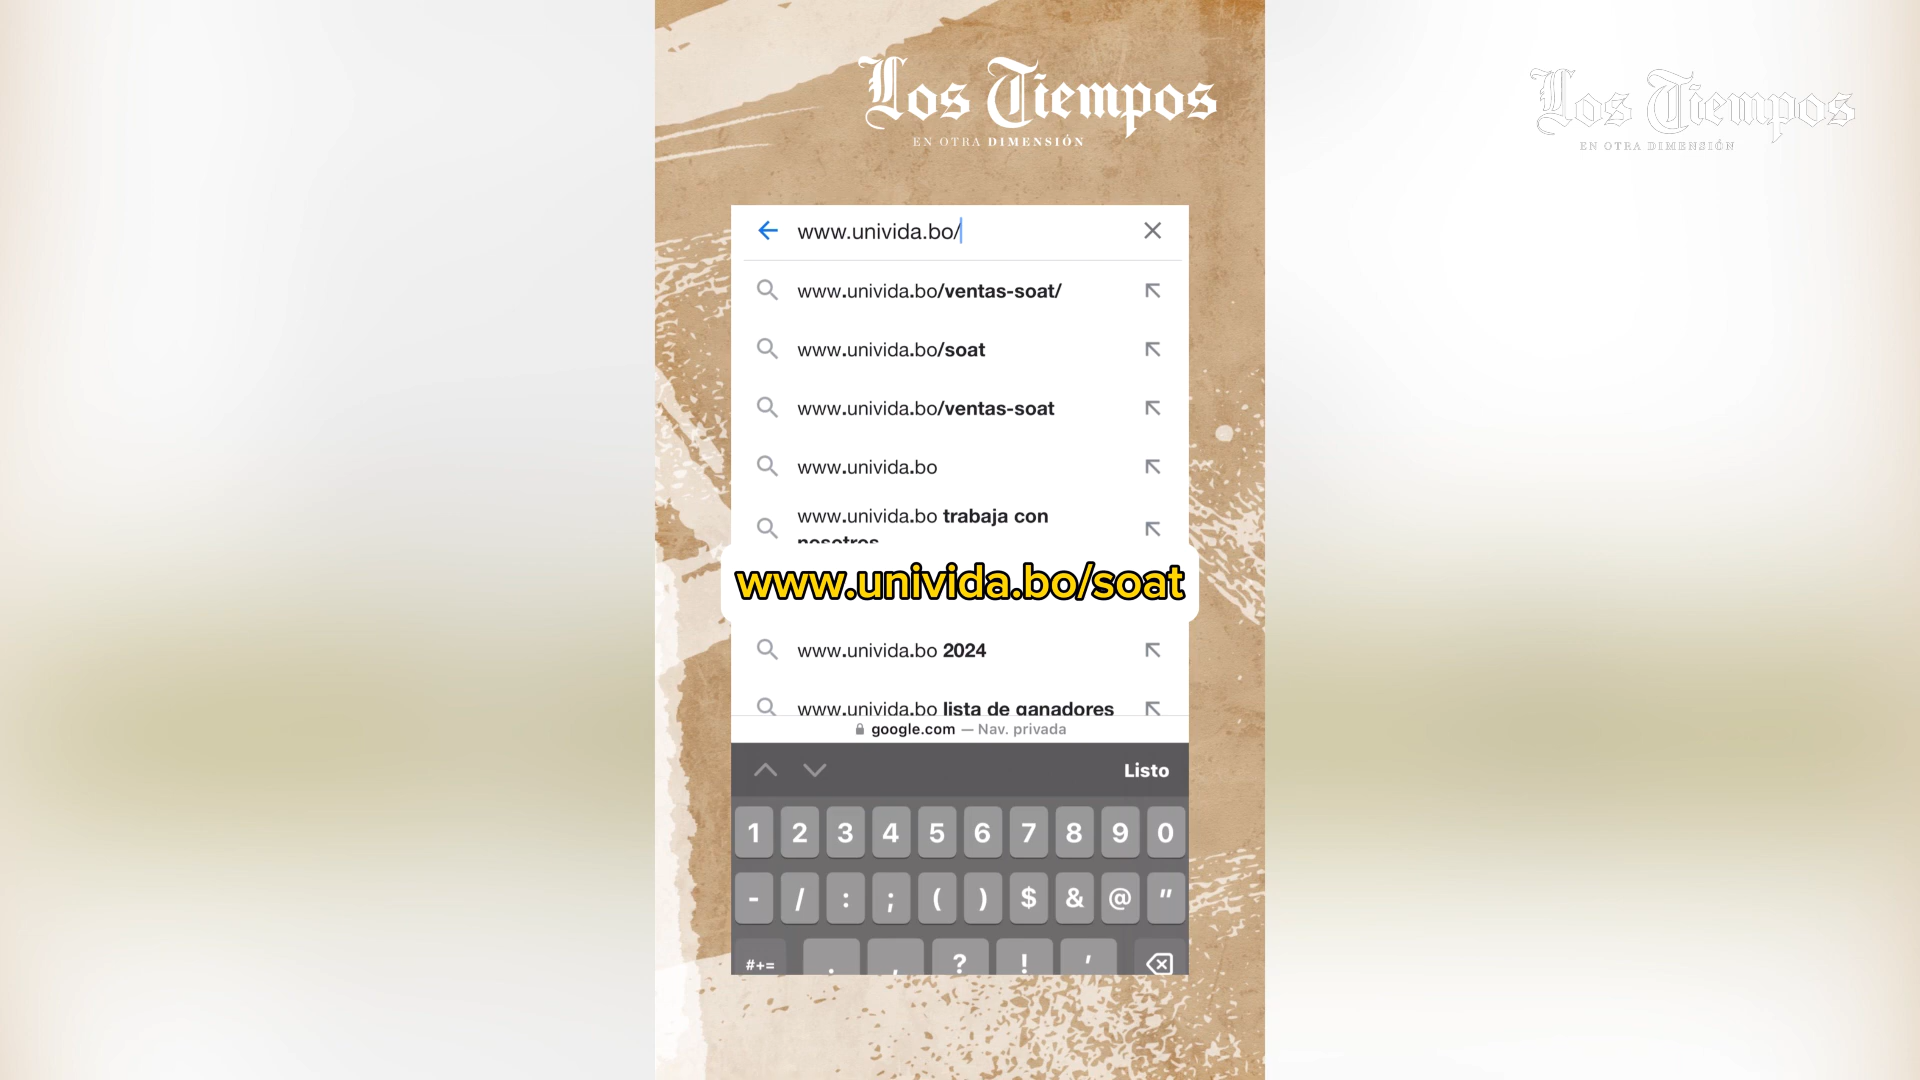 Los Tiempos
EN OTRA DIMENSIÓN
Los Tiempos
EN OTRA DIMENSIÓN
www.univida.bo/
www.univida.bo/ventas-soat/
www.univida.bo/soat
www.univida.bo/ventas-soat
www.univida.bo
www.univida.bo trabaja con
nosotros
www.univida.bo/soat
www.univida.bo 2024
www.univida.bo lista de ganadores
google.com — Nav. privada
Listo
1 2 3 4 5 6 7 8 9 0
- / : ; ( ) $ & @ "
#+= . , ? ! '